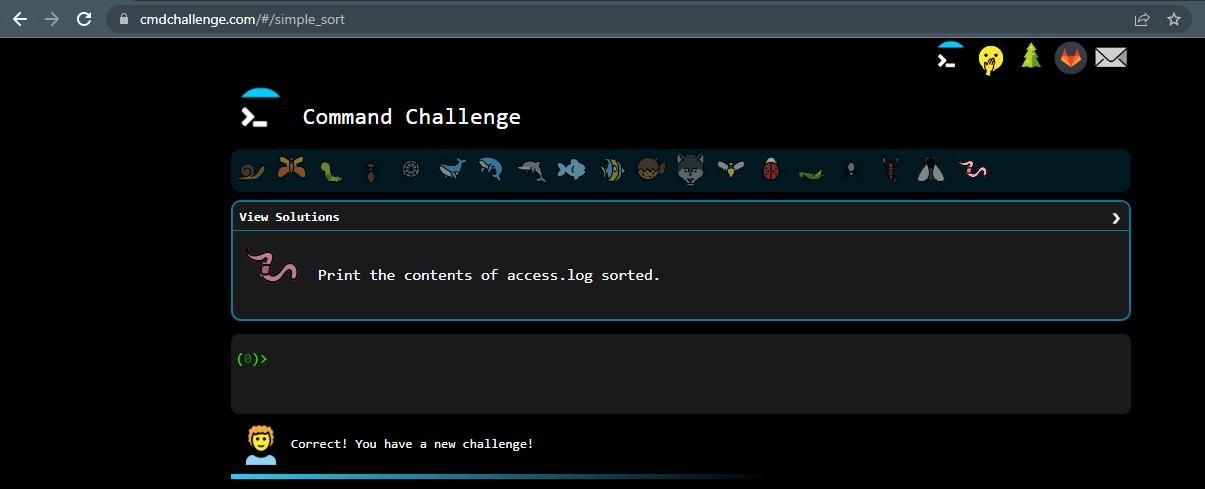 cmdchallenge.com/#/simple_sort
Command Challenge
View Solutions
Print the contents of access.log sorted.
(0)>
Correct! You have a new challenge!